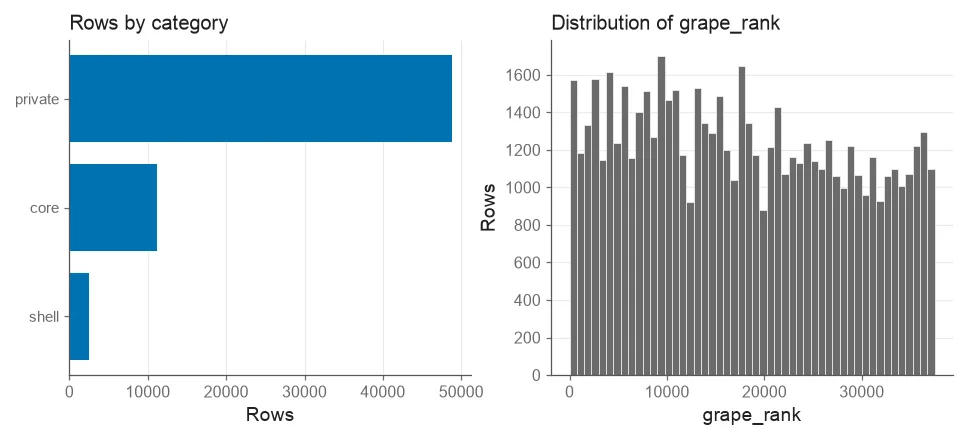 Rows by category
private
core
shell
0 10000 20000 30000 40000 50000
Rows
Distribution of grape_rank
1600
1400
1200
1000
800
600
400
200
0
Rows
0 10000 20000 30000
grape_rank